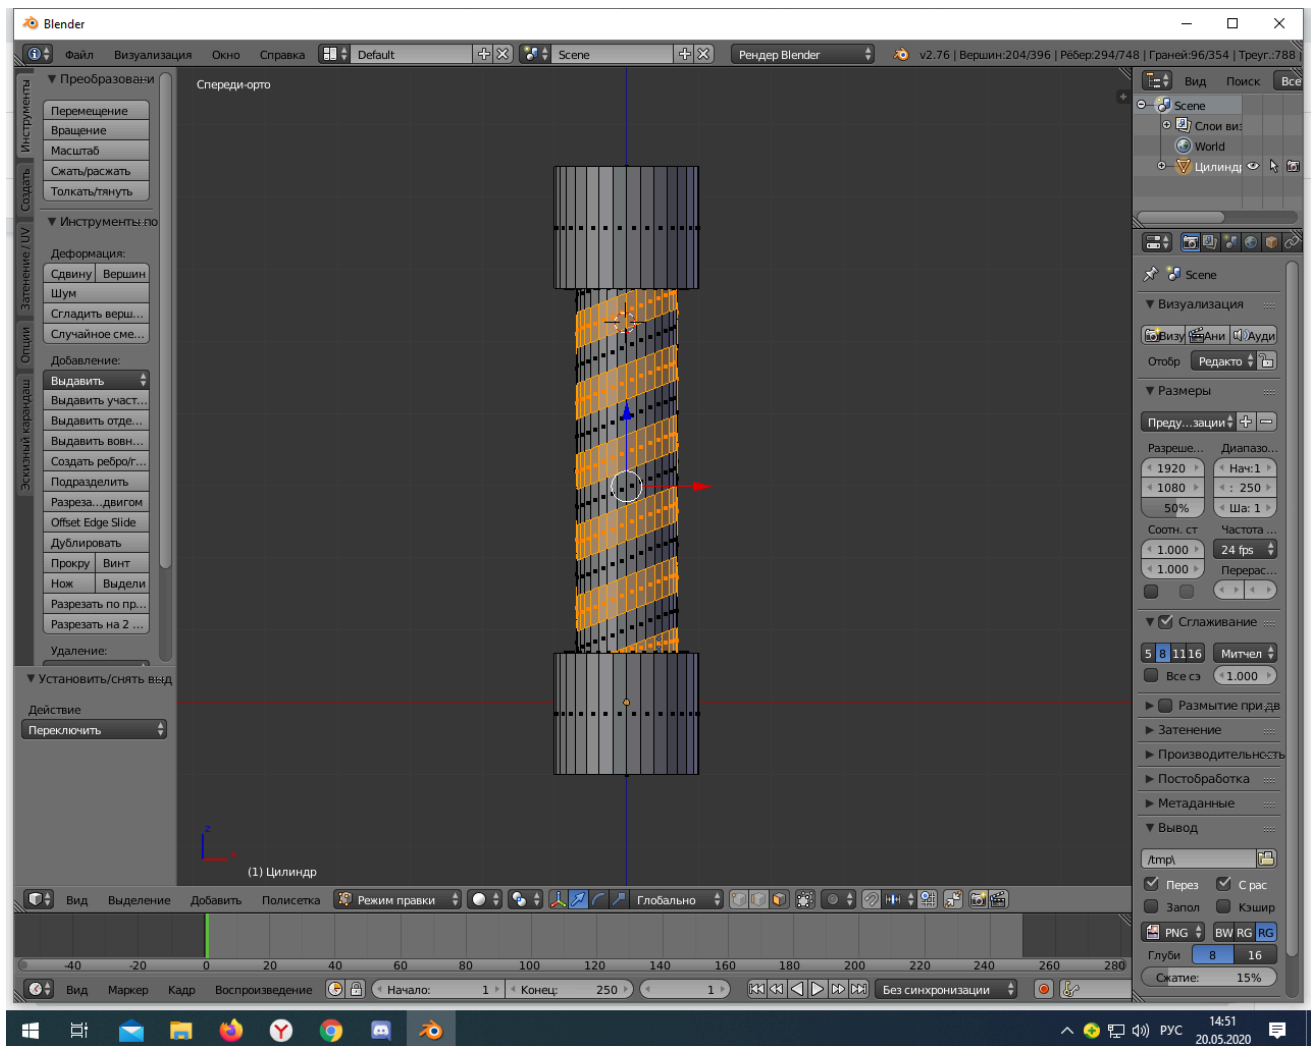 Blender
Файл Визуализация Окно Справка Default Scene Рендер Blender v2.76 | Вершин:204/396 | Рёбер:294/748 | Граней:96/354 | Треуг.:788
Преобразовани
Перемещение
Вращение
Масштаб
Сжать/расжать
Толкать/тянуть
Инструменты по
Деформация:
Сдвину Вершин
Шум
Сгладить верш...
Случайное сме...
Добавление:
Выдавить
Выдавить участ...
Выдавить отде...
Выдавить вовн...
Создать ребро/г...
Подразделить
Разреза...двигом
Offset Edge Slide
Дублировать
Прокру Винт
Нож Выдели
Разрезать по пр...
Разрезать на 2 ...
Удаление:
Инструменты
Создать
Затенение / UV
Опции
Эскизный карандаш
Установить/снять выд
Действие
Переключить
Спереди-орто
z
(1) Цилиндр
Вид Поиск Все
Scene
Слои виз
World
Цилинд
Scene
Визуализация
Визу Ани Ауди
Отобр Редакто
Размеры
Преду...зации
Разреше... Диапазо...
1920 Нач:1
1080 : 250
50% Ша: 1
Соотн. ст Частота ...
1.000 24 fps
1.000 Перерас...
Сглаживание
5 8 11 16 Митчел
Все сэ 1.000
Размытие при дв
Затенение
Производительность
Постобработка
Метаданные
Вывод
/tmp\
Перез С рас
Запол Кэшир
PNG BW RG RG
Глуби 8 16
Сжатие: 15%
Вид Выделение Добавить Полисетка Режим правки Глобально
-40 -20 0 20 40 60 80 100 120 140 160 180 200 220 240 260 280
Вид Маркер Кадр Воспроизведение Начало: 1 Конец: 250 1 Без синхронизации
РУС 14:51
20.05.2020